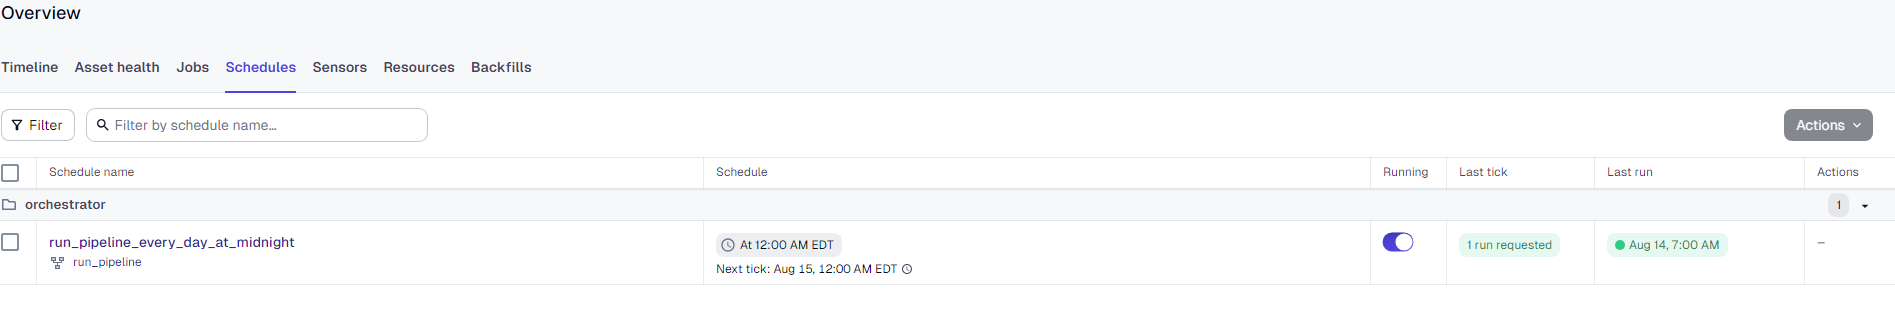 Overview
Timeline Asset health Jobs Schedules Sensors Resources Backfills
Filter Filter by schedule name... Actions
Schedule name Schedule Running Last tick Last run Actions
orchestrator 1
run_pipeline_every_day_at_midnight At 12:00 AM EDT 1 run requested Aug 14, 7:00 AM –
run_pipeline Next tick: Aug 15, 12:00 AM EDT